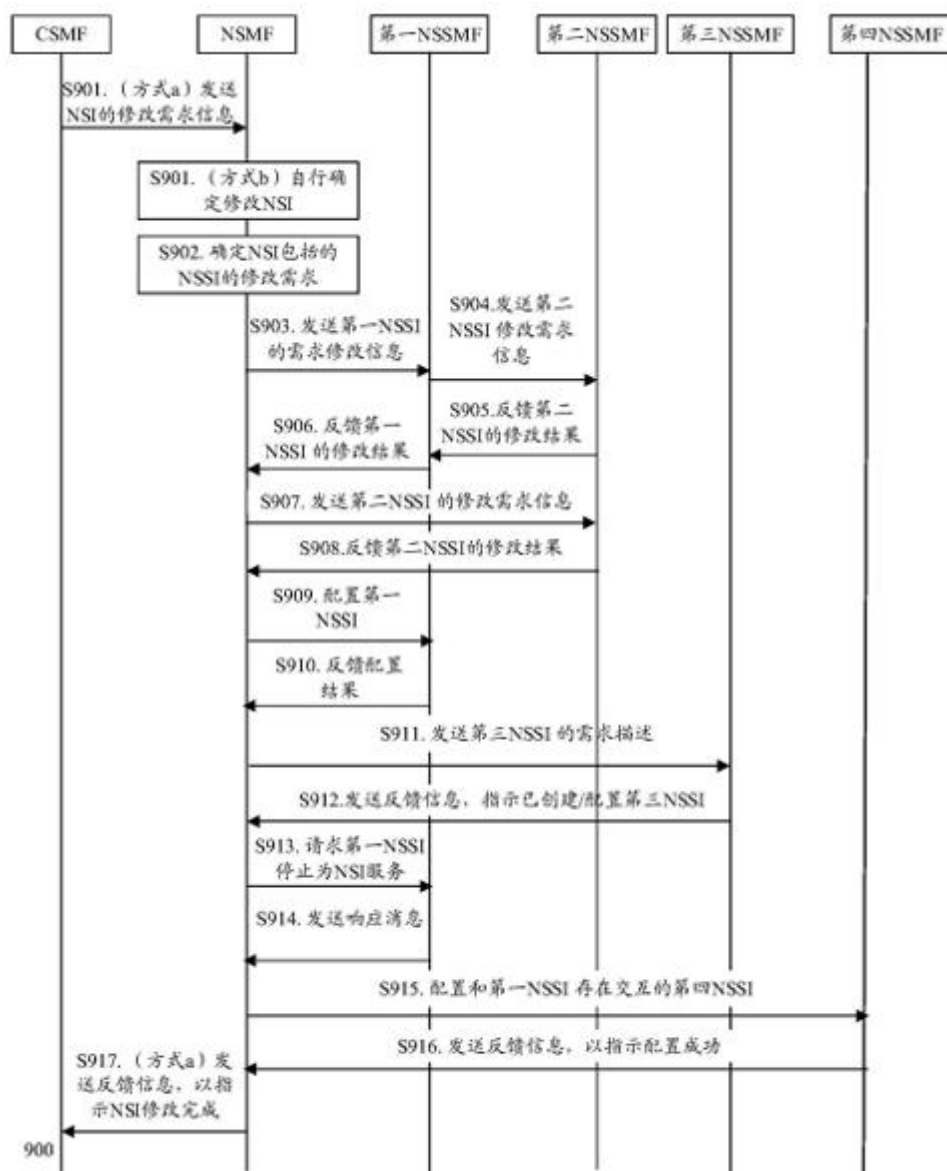 CSMF NSMF 第一NSSMF 第二NSSMF 第三NSSMF 第四NSSMF
S901.（方式a）发送
NSI的修改需求信息
S901.（方式b）自行确
定修改NSI
S902. 确定NSI包括的
NSSI的修改需求
S903. 发送第一NSSI
的需求修改信息
S904.发送第二
NSSI 修改需求
信息
S905.反馈第二
NSSI的修改结果
S906. 反馈第一
NSSI 的修改结果
S907. 发送第二NSSI 的修改需求信息
S908.反馈第二NSSI的修改结果
S909. 配置第一
NSSI
S910. 反馈配置
结果
S911. 发送第三NSSI 的需求描述
S912.发送反馈信息，指示已创建/配置第三NSSI
S913. 请求第一NSSI
停止为NSI服务
S914. 发送响应消息
S915. 配置和第一NSSI 存在交互的第四NSSI
S916. 发送反馈信息，以指示配置成功
S917.（方式a）发
送反馈信息，以指
示NSI修改完成
900